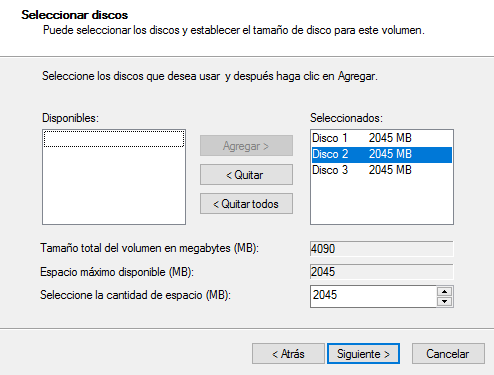 Seleccionar discos
Puede seleccionar los discos y establecer el tamaño de disco para este volumen.
Seleccione los discos que desea usar y después haga clic en Agregar.
Disponibles:
Seleccionados:
Agregar >
< Quitar
< Quitar todos
Disco 1 2045 MB
Disco 2 2045 MB
Disco 3 2045 MB
Tamaño total del volumen en megabytes (MB): 4090
Espacio máximo disponible (MB): 2045
Seleccione la cantidad de espacio (MB): 2045
< Atrás Siguiente > Cancelar